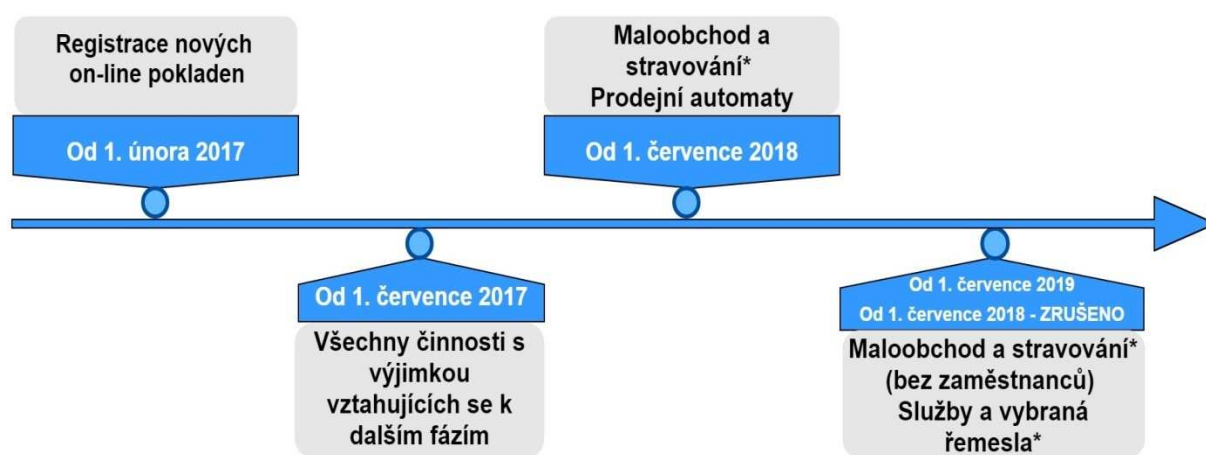 Registrace nových
on-line pokladen
Od 1. února 2017
Maloobchod a
stravování*
Prodejní automaty
Od 1. července 2018
Od 1. července 2017
Všechny činnosti s
výjimkou
vztahujících se k
dalším fázím
Od 1. července 2019
Od 1. července 2018 - ZRUŠENO
Maloobchod a stravování*
(bez zaměstnanců)
Služby a vybraná
řemesla*